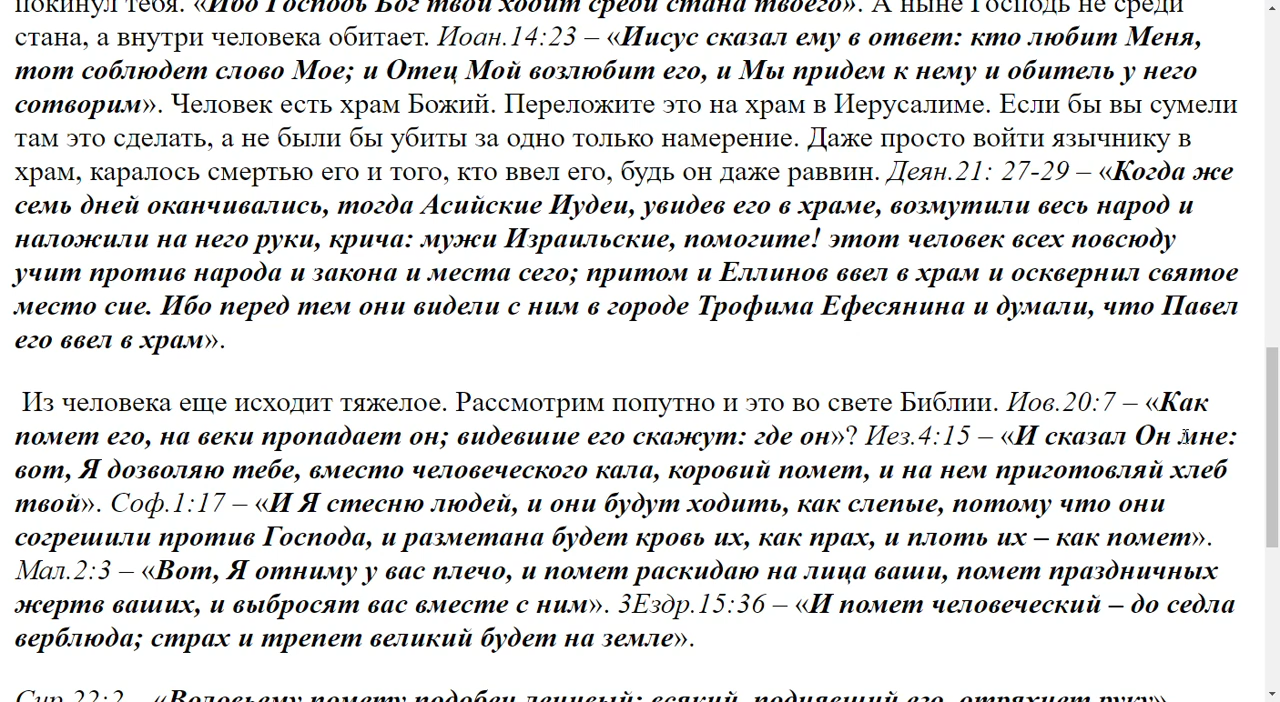 покинул тебя. «Ибо Господь Бог твой ходит среди стана твоего». А ныне Господь не среди
стана, а внутри человека обитает. Иоан.14:23 – «Иисус сказал ему в ответ: кто любит Меня,
тот соблюдет слово Мое; и Отец Мой возлюбит его, и Мы придем к нему и обитель у него
сотворим». Человек есть храм Божий. Переложите это на храм в Иерусалиме. Если бы вы сумели
там это сделать, а не были бы убиты за одно только намерение. Даже просто войти язычнику в
храм, каралось смертью его и того, кто ввел его, будь он даже раввин. Деян.21: 27-29 – «Когда же
семь дней оканчивались, тогда Асийские Иудеи, увидев его в храме, возмутили весь народ и
наложили на него руки, крича: мужи Израильские, помогите! этот человек всех повсюду
учит против народа и закона и места сего; притом и Еллинов ввел в храм и осквернил святое
место сие. Ибо перед тем они видели с ним в городе Трофима Ефесянина и думали, что Павел
его ввел в храм».
Из человека еще исходит тяжелое. Рассмотрим попутно и это во свете Библии. Иов.20:7 – «Как
помет его, на веки пропадает он; видевшие его скажут: где он»? Иез.4:15 – «И сказал Он мне:
вот, Я дозволяю тебе, вместо человеческого кала, коровий помет, и на нем приготовляй хлеб
твой». Соф.1:17 – «И Я стесню людей, и они будут ходить, как слепые, потому что они
согрешили против Господа, и разметана будет кровь их, как прах, и плоть их – как помет».
Мал.2:3 – «Вот, Я отниму у вас плечо, и помет раскидаю на лица ваши, помет праздничных
жертв ваших, и выбросят вас вместе с ним». 3Ездр.15:36 – «И помет человеческий – до седла
верблюда; страх и трепет великий будет на земле».
Сир.22:2 – «Воловьему помету подобен ленивый: всякий, поднявший его, отряхнет руку».